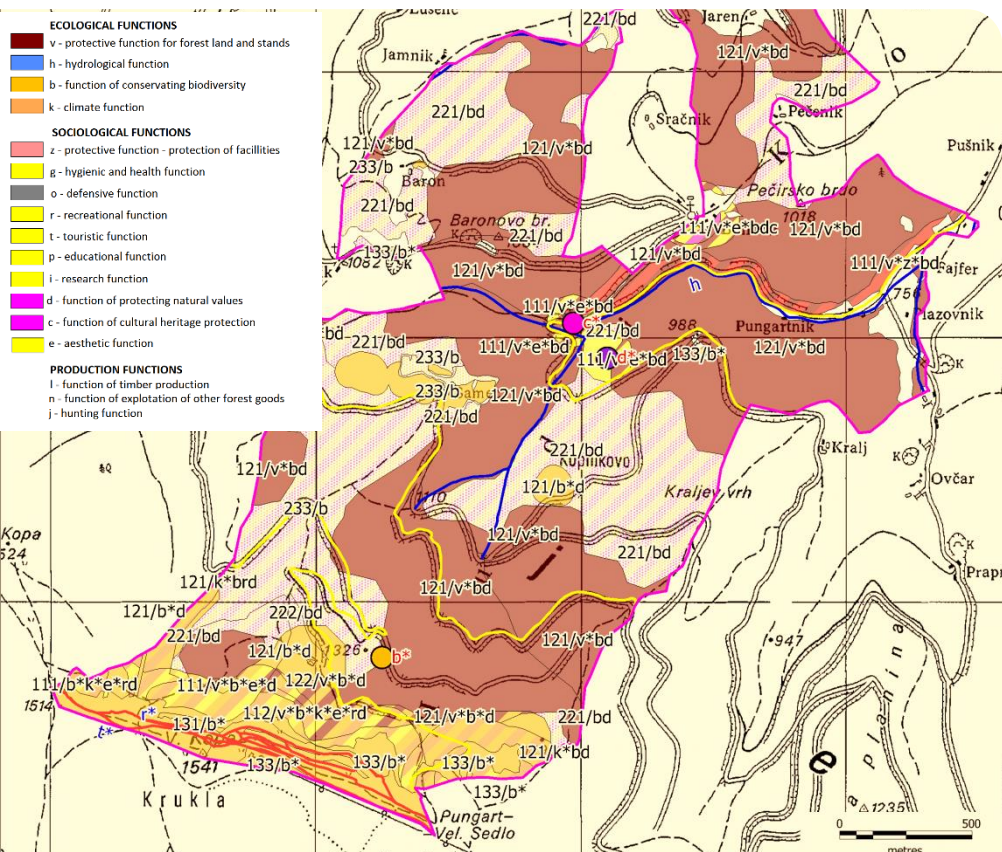 ECOLOGICAL FUNCTIONS
v - protective function for forest land and stands
h - hydrological function
b - function of conservating biodiversity
k - climate function
SOCIOLOGICAL FUNCTIONS
z - protective function - protection of facillities
g - hygienic and health function
o - defensive function
r - recreational function
t - touristic function
p - educational function
i - research function
d - function of protecting natural values
c - function of cultural heritage protection
e - aesthetic function
PRODUCTION FUNCTIONS
l - function of timber production
n - function of explotation of other forest goods
j - hunting function
221/bd
Jaren
Jamnik
121/v*bd
221/bd
221/bd
Pečenik
Sračnik
121/v*bd
121/v*bd
233/b
Baron
K
Pušnik
221/bd
Pečirsko brdo
1018
Baronovo br.
K
221/bd
111/v*e*bdc
121/v*bd
133/b*
1082
K
121/v*bd
121/v*bd
111/v*z*bd
Fajfer
h
756
111/v*e*bd
c*
221/bd
988
Pungartnik
lazovnik
221/bd
111/v*e*bd
d*
133/b*
121/v*bd
233/b
K
233/b
121/v*bd
221/bd
221/bd
Kralj
K
121/v*bd
Kopnikovo
Ovčar
121/b*d
Kraljev vrh
1110
233/b
Kopa
121/v*bd
221/bd
K
j
Prapr
121/k*brd
121/v*bd
121/b*d
222/bd
221/bd
121/v*bd
947
121/b*d
1326
b*
122/v*b*d
111/b*k*e*rd
111/v*b*e*d
1514
r*
112/v*b*k*e*rd
121/v*b*d
221/bd
t*
131/b*
121/k*bd
1541
133/b*
133/b*
133/b*
133/b*
Krukla
Pungart-
Vel. Sedlo
Planina
1235
0
500
metres